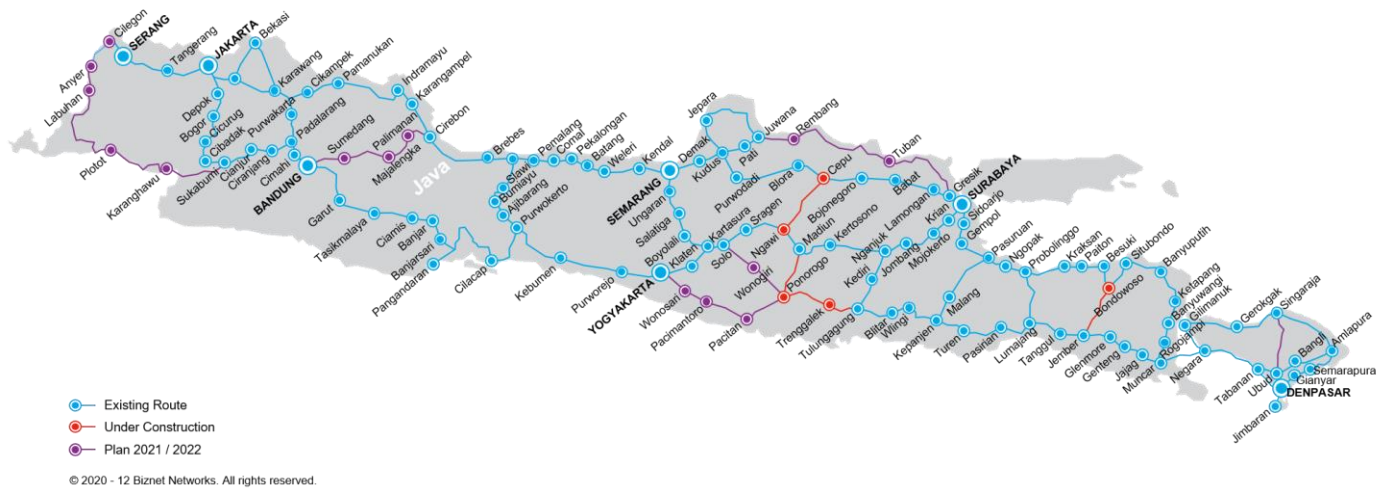 Cilegon
SERANG
Tangerang
JAKARTA
Bekasi
Karawang
Cikampek
Pamanukan
Indramayu
Karangampel
Anyer
Labuhan
Depok
Bogor
Cicurug
Cibadak
Purwakarta
Padalarang
Sumedang
Palimanan
Cirebon
Plotot
Karanghawu
Sukabumi
Cianjur
Ciranjang
Cimahi
BANDUNG
Majalengka
Java
Garut
Tasikmalaya
Ciamis
Banjar
Banjarsari
Pangandaran
Cilacap
Brebes
Slawi
Bumiayu
Ajibarang
Purwokerto
Pemalang
Comal
Pekalongan
Batang
Weleri
Kendal
Kebumen
Purworejo
YOGYAKARTA
SEMARANG
Ungaran
Salatiga
Boyolali
Klaten
Kartasura
Solo
Sragen
Demak
Jepara
Kudus
Pati
Juwana
Rembang
Purwodadi
Blora
Cepu
Tuban
Bojonegoro
Babat
Lamongan
Gresik
SURABAYA
Sidoarjo
Gempol
Krian
Mojokerto
Jombang
Nganjuk
Kertosono
Madiun
Ngawi
Wonogiri
Ponorogo
Wonosari
Pacimantoro
Pacitan
Trenggalek
Tulungagung
Kediri
Blitar
Wlingi
Kepanjen
Malang
Pasuruan
Ngopak
Probolinggo
Kraksan
Paiton
Besuki
Situbondo
Banyuputih
Ketapang
Banyuwangi
Gilimanuk
Bondowoso
Turen
Pasirian
Lumajang
Tanggul
Jember
Glenmore
Genteng
Jajag
Muncar
Rogojampi
Negara
Gerokgak
Singaraja
Amlapura
Bangli
Semarapura
Gianyar
Ubud
Tabanan
DENPASAR
Jimbaran
Existing Route
Under Construction
Plan 2021 / 2022
© 2020 - 12 Biznet Networks. All rights reserved.